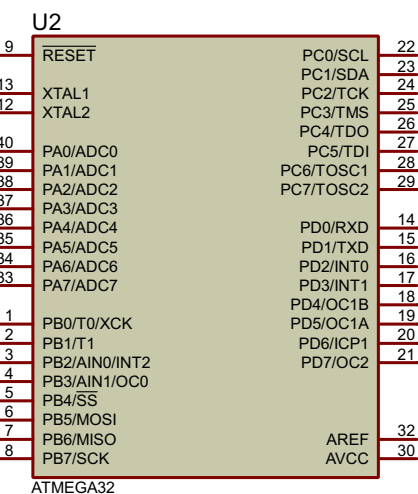 U2
9 RESET PC0/SCL 22
PC1/SDA 23
13 XTAL1 PC2/TCK 24
12 XTAL2 PC3/TMS 25
PC4/TDO 26
40 PA0/ADC0 PC5/TDI 27
39 PA1/ADC1 PC6/TOSC1 28
38 PA2/ADC2 PC7/TOSC2 29
37 PA3/ADC3
36 PA4/ADC4 PD0/RXD 14
35 PA5/ADC5 PD1/TXD 15
34 PA6/ADC6 PD2/INT0 16
33 PA7/ADC7 PD3/INT1 17
PD4/OC1B 18
1 PB0/T0/XCK PD5/OC1A 19
2 PB1/T1 PD6/ICP1 20
3 PB2/AIN0/INT2 PD7/OC2 21
4 PB3/AIN1/OC0
5 PB4/SS
6 PB5/MOSI
7 PB6/MISO AREF 32
8 PB7/SCK AVCC 30
ATMEGA32